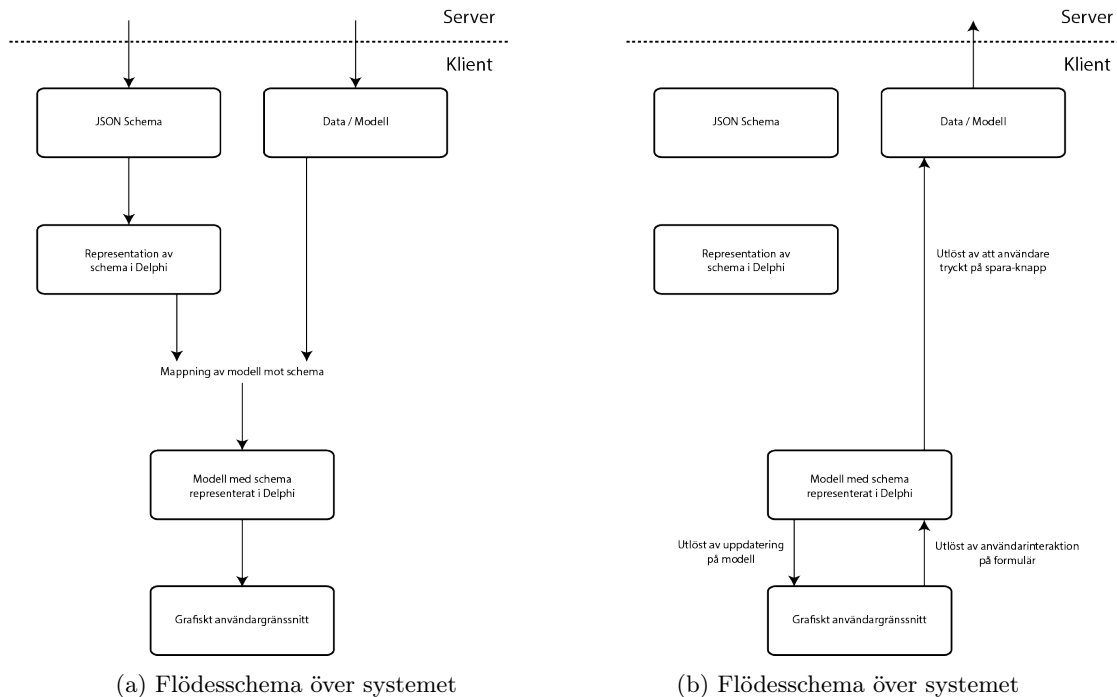 Server
Klient
JSON Schema
Data / Modell
Representation av
schema i Delphi
Mappning av modell mot schema
Modell med schema
representerat i Delphi
Grafiskt användargränssnitt
(a) Flödesschema över systemet
Server
Klient
JSON Schema
Data / Modell
Representation av
schema i Delphi
Utlöst av att användare
tryckt på spara-knapp
Modell med schema
representerat i Delphi
Utlöst av uppdatering
på modell
Utlöst av användarinteraktion
på formulär
Grafiskt användargränssnitt
(b) Flödesschema över systemet